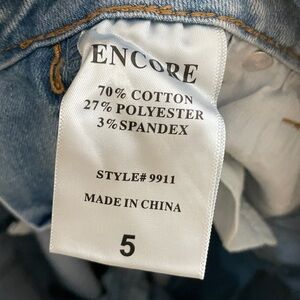 ENCORE
70% COTTON
27% POLYESTER
3% SPANDEX
STYLE# 9911
MADE IN CHINA
5